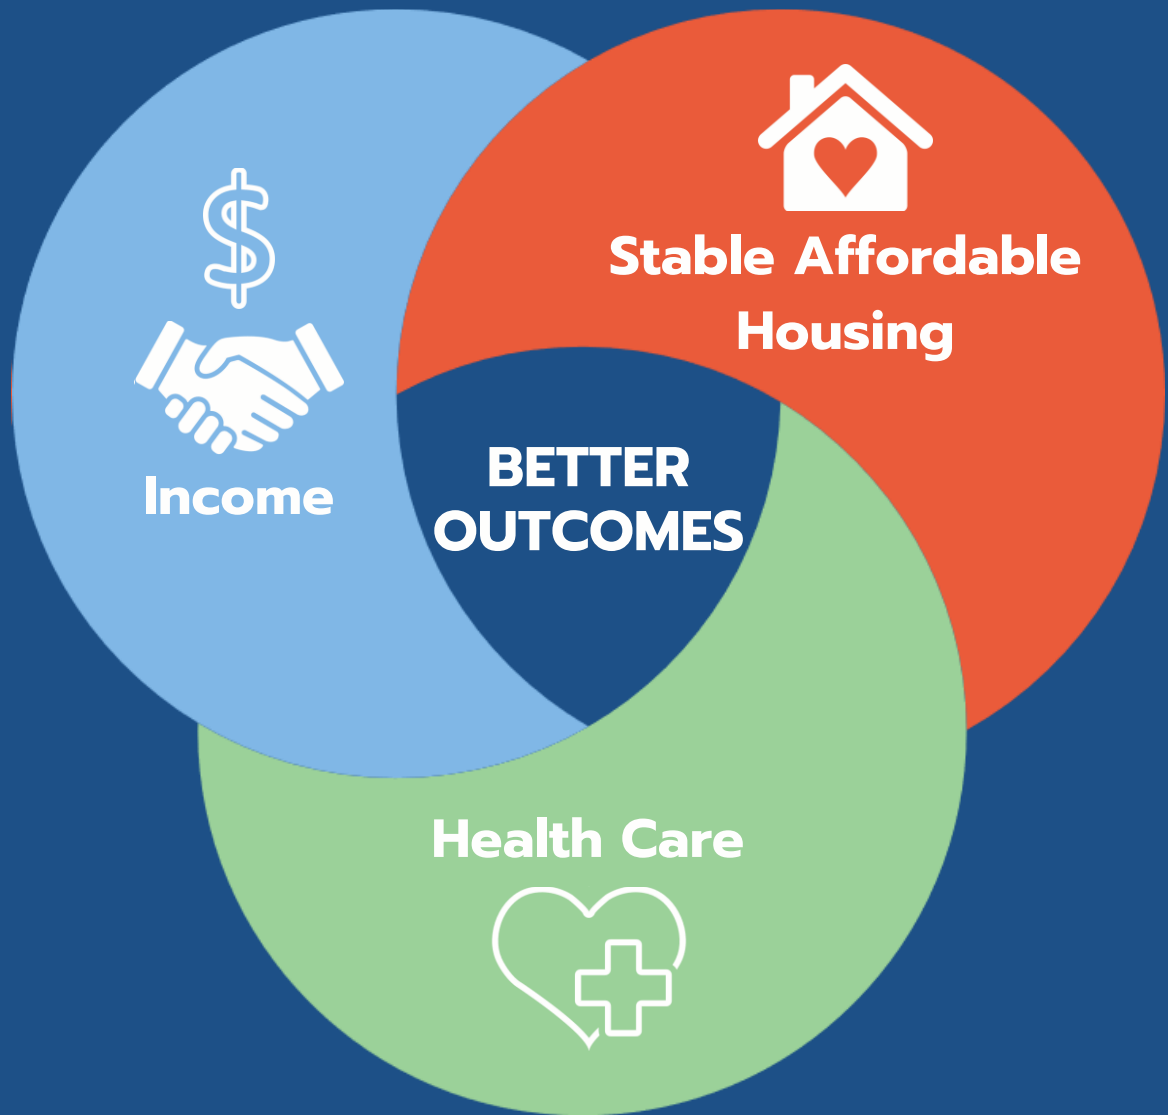 Stable Affordable
Housing
Income
BETTER
OUTCOMES
Health Care